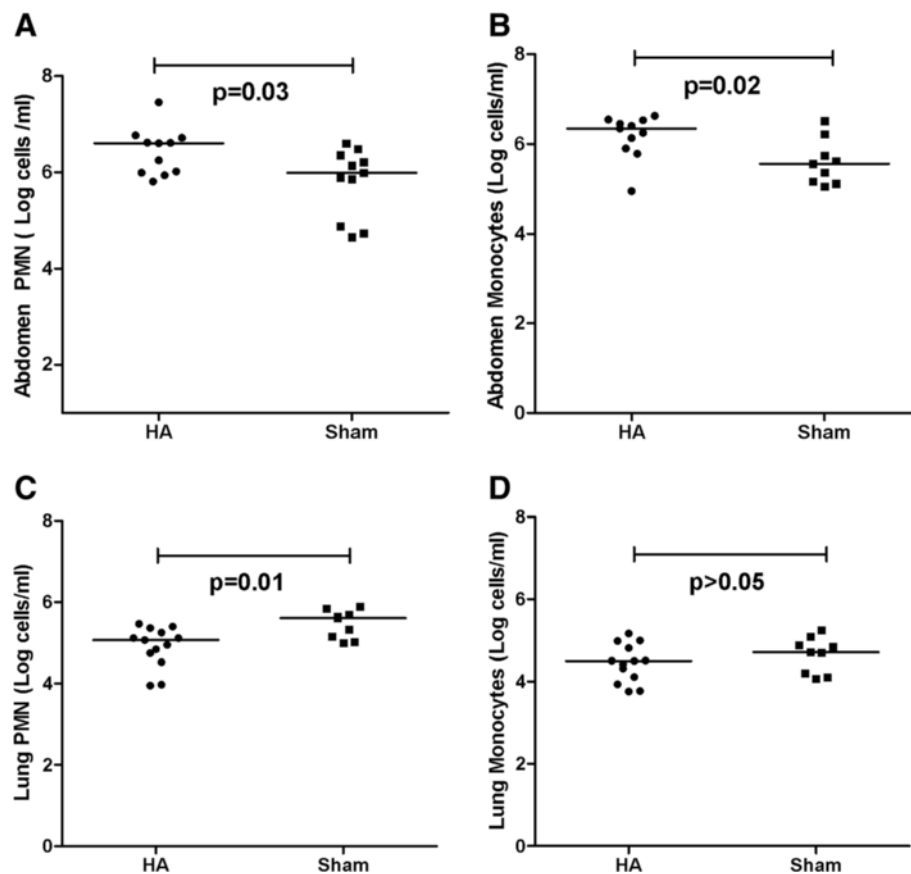 A
Abdomen PMN ( Log cells /ml)
8
6
4
2
p=0.03
HA
Sham
B
Abdomen Monocytes (Log cells/ml)
8
6
4
2
0
p=0.02
HA
Sham
C
Lung PMN (Log cells/ml)
8
6
4
2
0
p=0.01
HA
Sham
D
Lung Monocytes (Log cells/ml)
8
6
4
2
0
p>0.05
HA
Sham